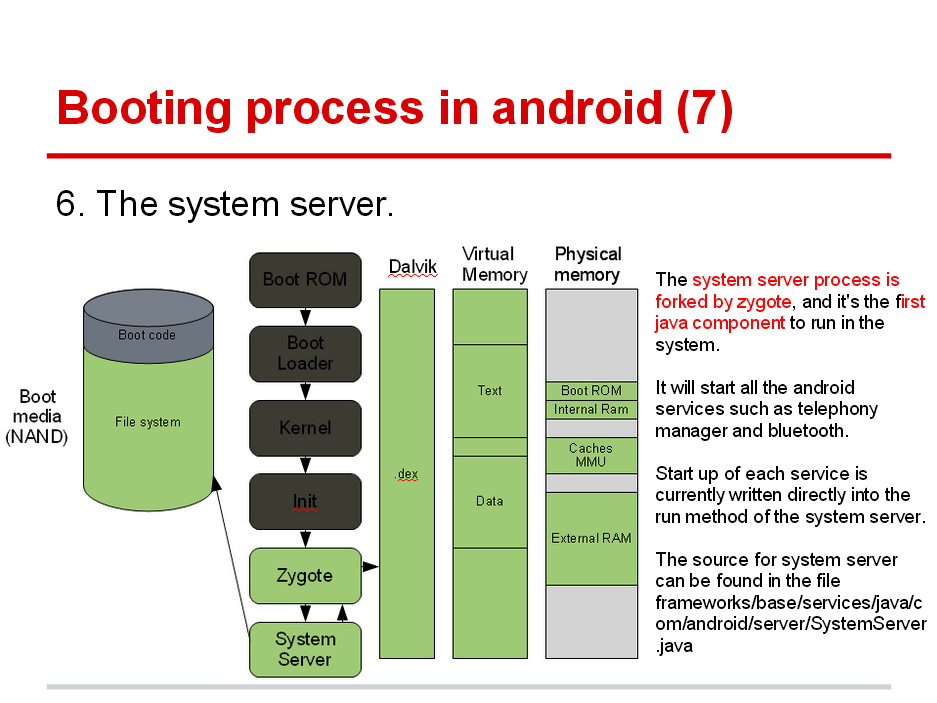 Booting process in android (7)
6. The system server.
Boot
media
(NAND)
Boot code
File system
Boot ROM
Boot
Loader
Kernel
Init
Zygote
System
Server
Dalvik
.dex
Virtual
Memory
Text
Data
Physical
memory
Boot ROM
Internal Ram
Caches
MMU
External RAM
The system server process is
forked by zygote, and it's the first
java component to run in the
system.
It will start all the android
services such as telephony
manager and bluetooth.
Start up of each service is
currently written directly into the
run method of the system server.
The source for system server
can be found in the file
frameworks/base/services/java/c
om/android/server/SystemServer
.java